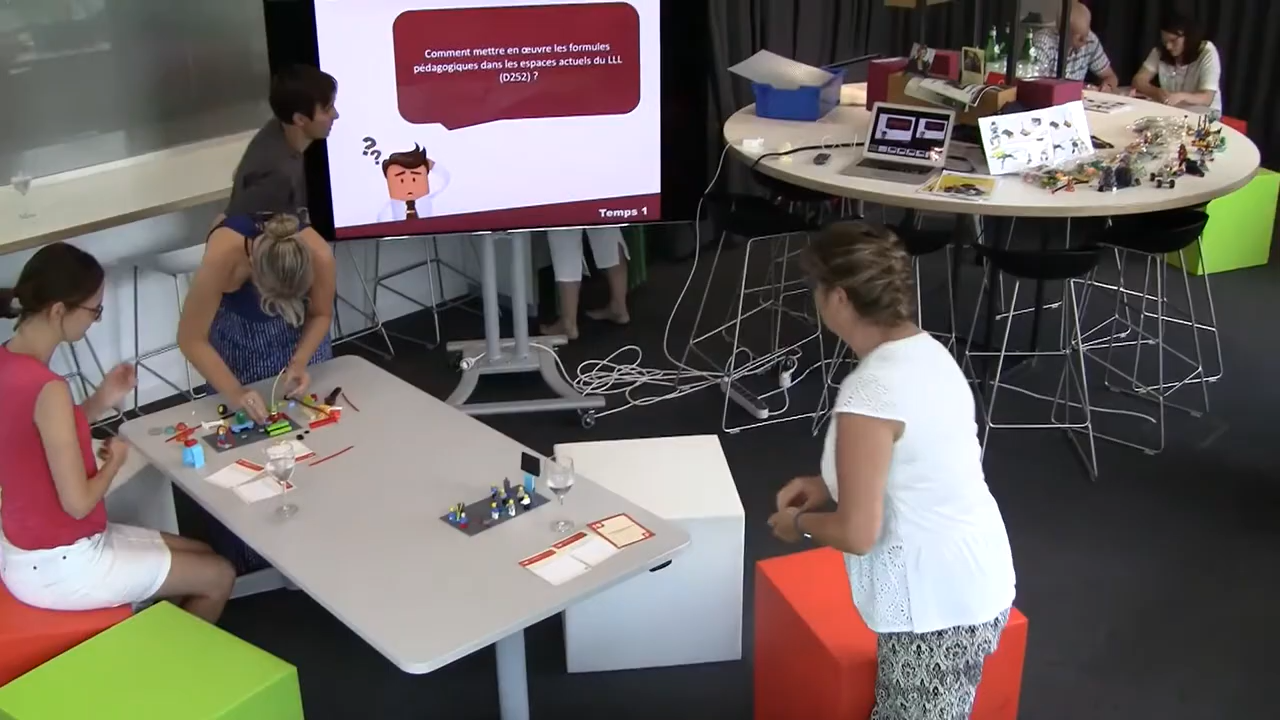 Comment mettre en œuvre les formules
pédagogiques dans les espaces actuels du LLL
(D252) ?
???
Temps 1